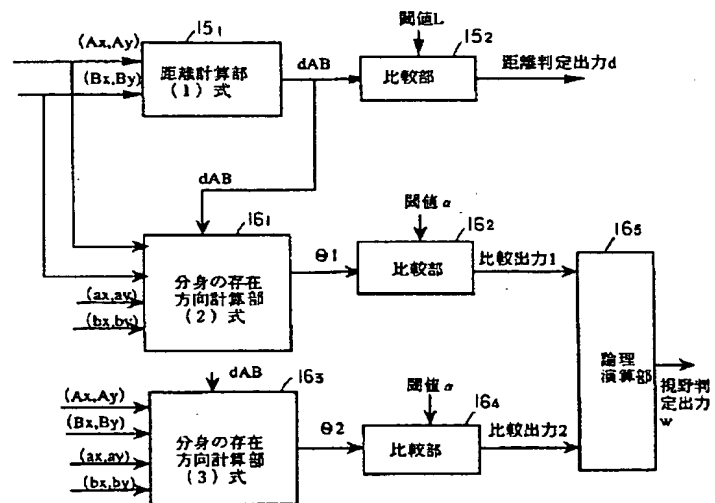 (Ax,Ay)
(Bx,By)
15₁
距離計算部
(1)式
dAB
閾値L
15₂
比較部
距離判定出力d
dAB
16₁
分身の存在
方向計算部
(2)式
(ax,ay)
(bx,by)
Θ1
閾値α
16₂
比較部
比較出力1
16₅
論理
演算部
視野判
定出力
w
dAB
16₃
(Ax,Ay)
(Bx,By)
(ax,ay)
(bx,by)
分身の存在
方向計算部
(3)式
Θ2
閾値α
16₄
比較部
比較出力2